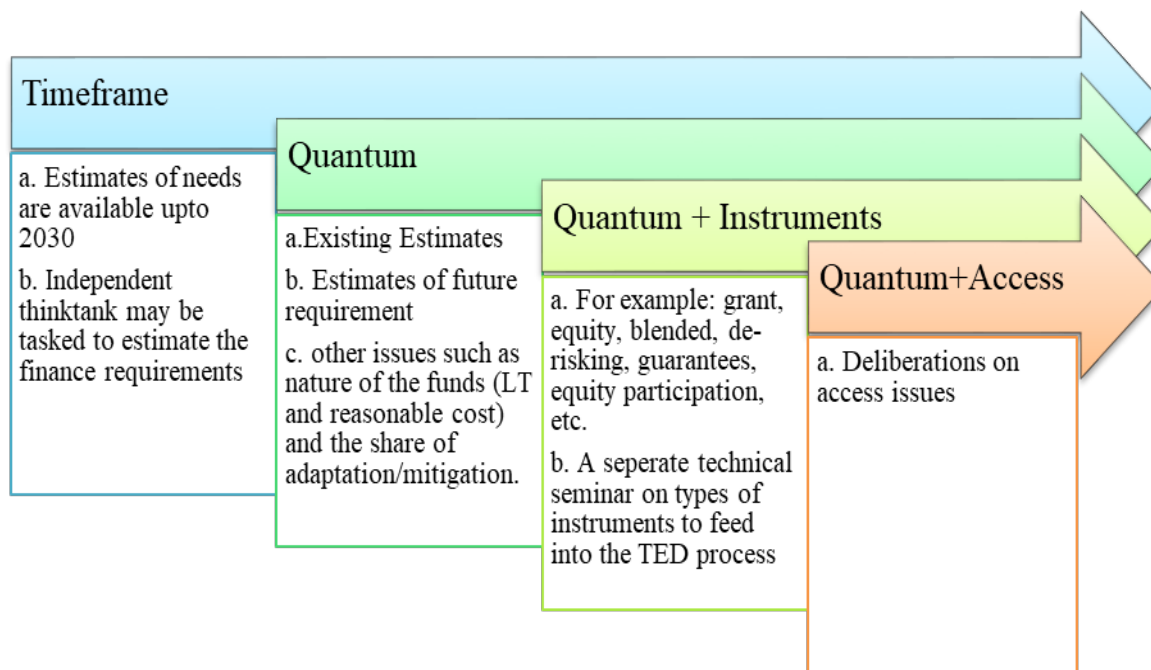 Timeframe
a. Estimates of needs
are available upto
2030
b. Independent
thinktank may be
tasked to estimate the
finance requirements
Quantum
a.Existing Estimates
b. Estimates of future
requirement
c. other issues such as
nature of the funds (LT
and reasonable cost)
and the share of
adaptation/mitigation.
Quantum + Instruments
a. For example: grant,
equity, blended, de-
risking, guarantees,
equity participation,
etc.
b. A seperate technical
seminar on types of
instruments to feed
into the TED process
Quantum+Access
a. Deliberations on
access issues